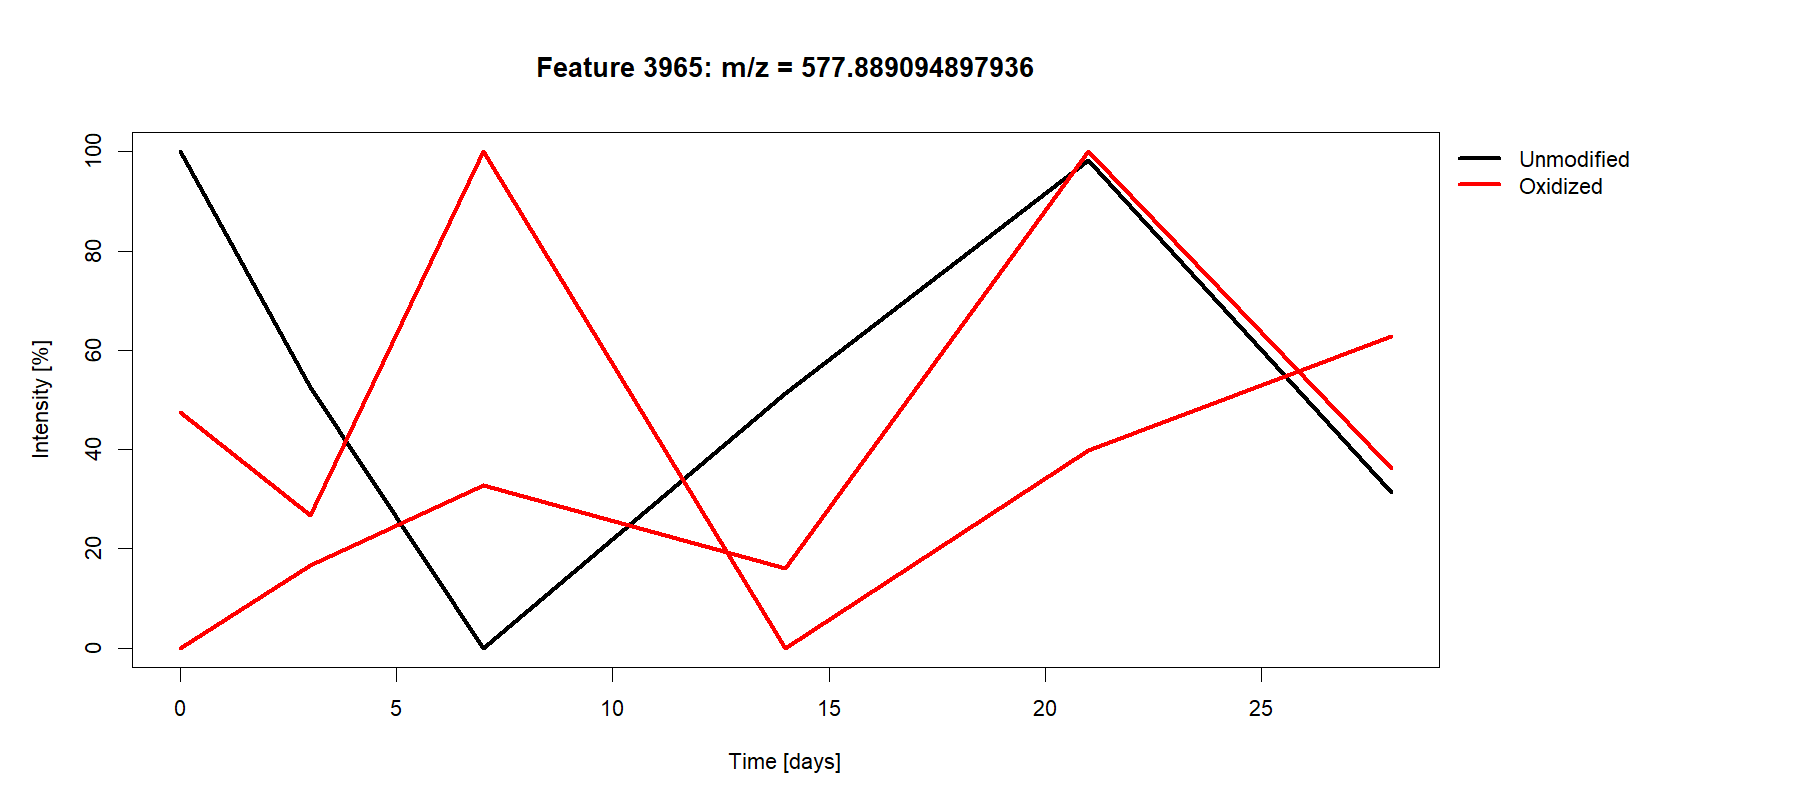 Feature 3965: m/z = 577.889094897936
Unmodified
Oxidized
Intensity [%]
100
80
60
40
20
0
0 5 10 15 20 25
Time [days]